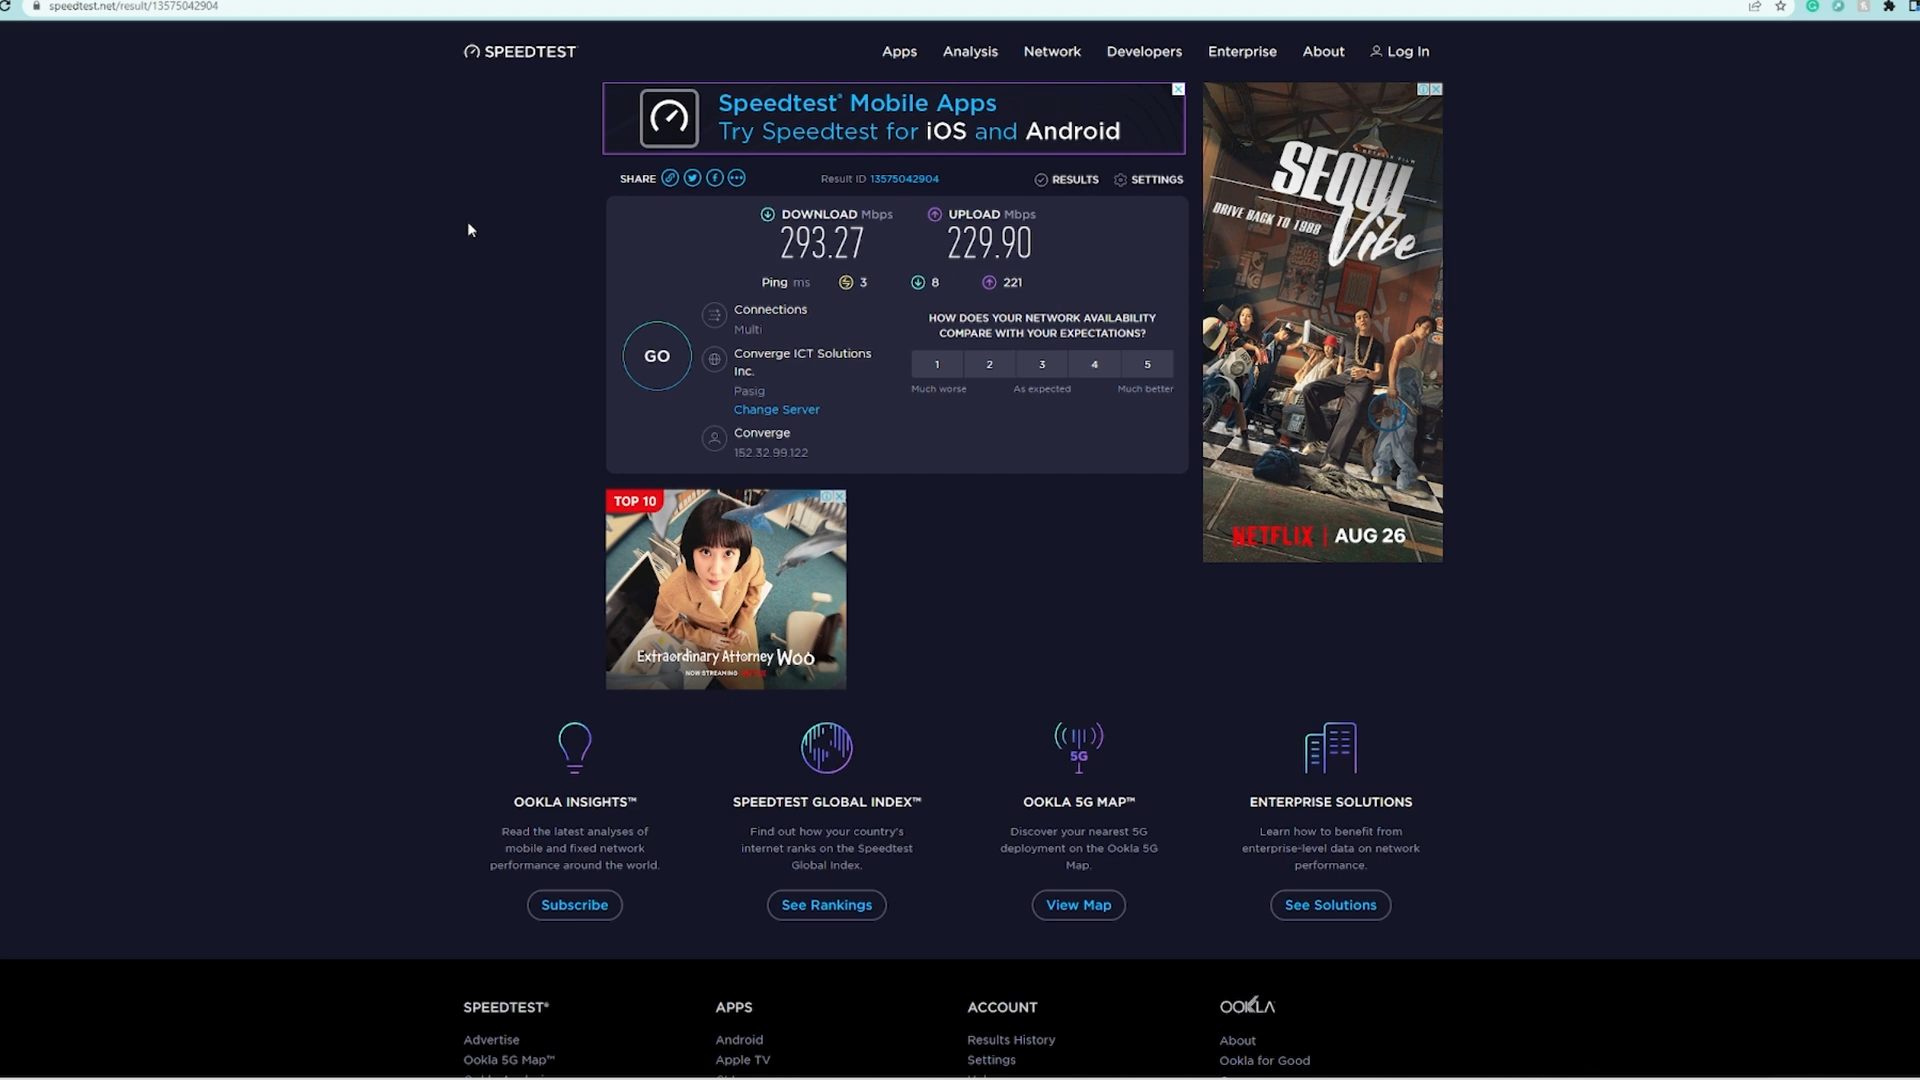 speedtest.net/result/13575042904
SPEEDTEST
Apps
Analysis
Network
Developers
Enterprise
About
Log In
Speedtest® Mobile Apps
Try Speedtest for iOS and Android
SHARE
Result ID 13575042904
RESULTS
SETTINGS
DOWNLOAD Mbps
293.27
UPLOAD Mbps
229.90
Ping ms
3
8
221
GO
Connections
Multi
Converge ICT Solutions
Inc.
Pasig
Change Server
Converge
152.32.99.122
HOW DOES YOUR NETWORK AVAILABILITY
COMPARE WITH YOUR EXPECTATIONS?
1
2
3
4
5
Much worse
As expected
Much better
A NETFLIX FILM
SEOUL
Vibe
DRIVE BACK TO 1988
NETFLIX | AUG 26
TOP 10
Extraordinary Attorney Woo
NOW STREAMING NETFLIX
5G
OOKLA INSIGHTS™
Read the latest analyses of
mobile and fixed network
performance around the world.
Subscribe
SPEEDTEST GLOBAL INDEX™
Find out how your country's
internet ranks on the Speedtest
Global Index.
See Rankings
OOKLA 5G MAP™
Discover your nearest 5G
deployment on the Ookla 5G
Map.
View Map
ENTERPRISE SOLUTIONS
Learn how to benefit from
enterprise-level data on network
performance.
See Solutions
SPEEDTEST®
Advertise
Ookla 5G Map™
APPS
Android
Apple TV
ACCOUNT
Results History
Settings
OOKLA
About
Ookla for Good